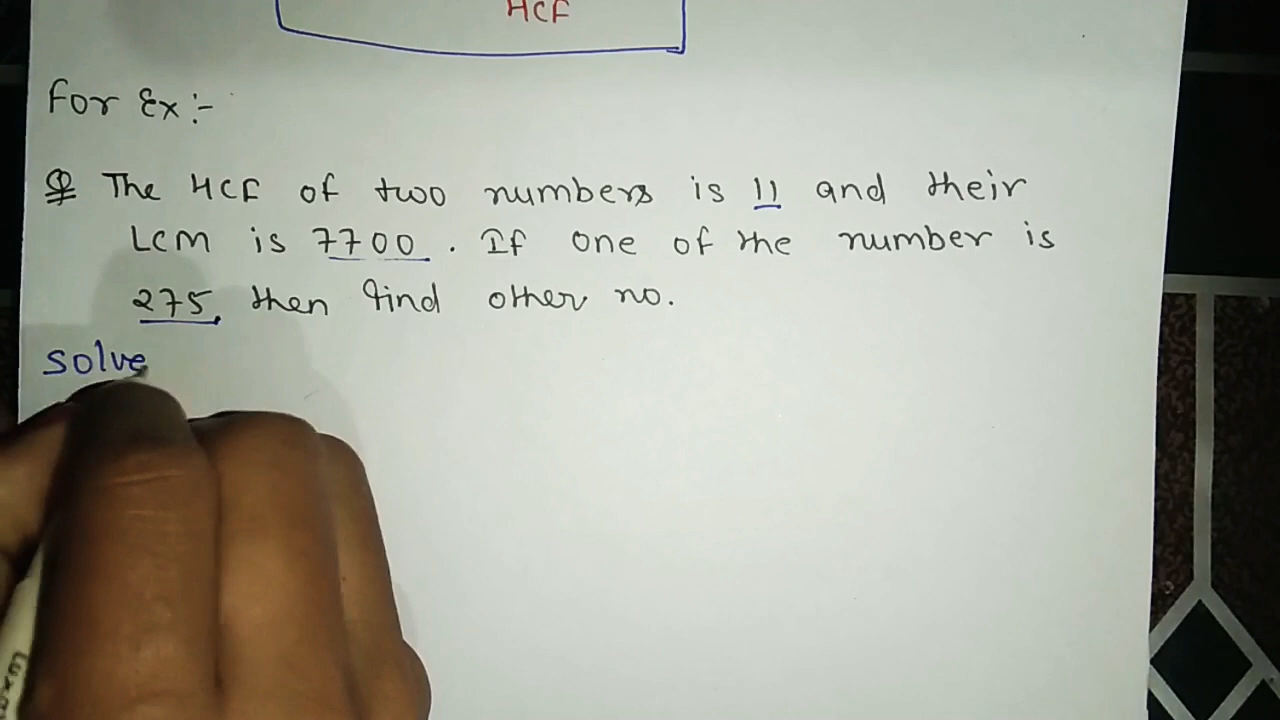 HCF
For Ex :-
Q The HCF of two numbers is 11 and their
LCM is 7700 . If one of the number is
275, then find other no.
Solve